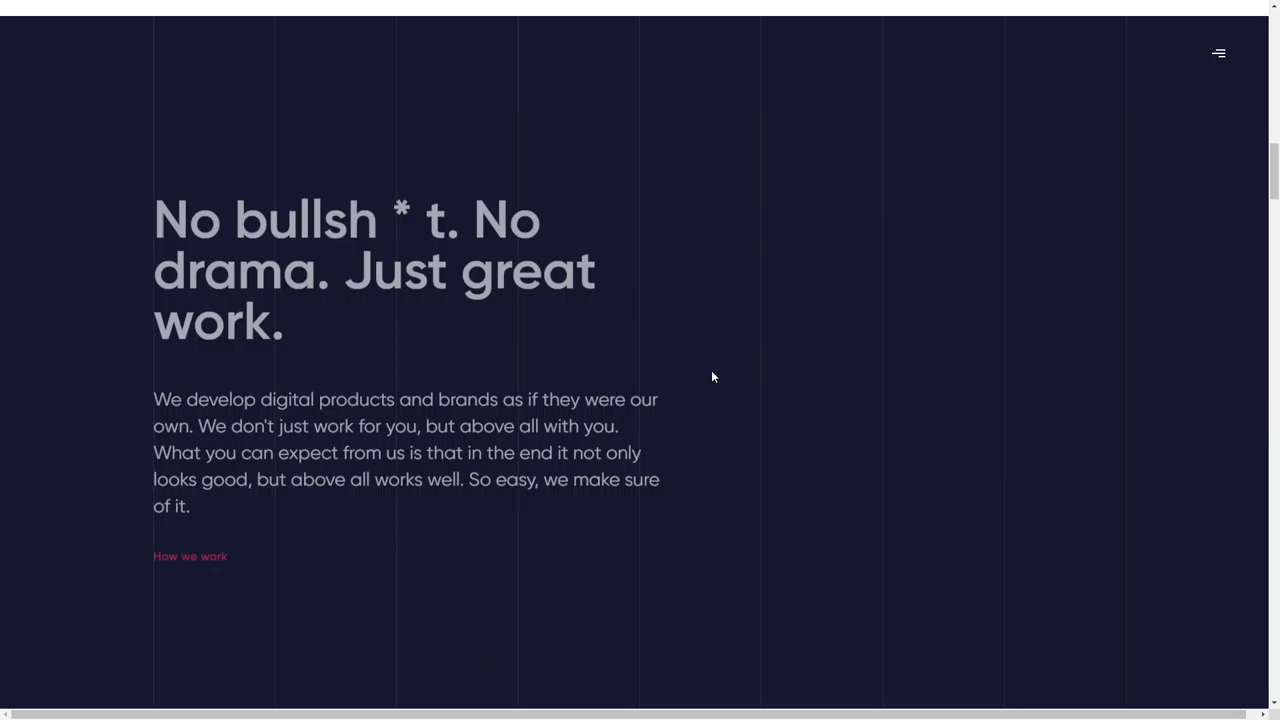 No bullsh * t. No
drama. Just great
work.
We develop digital products and brands as if they were our
own. We don't just work for you, but above all with you.
What you can expect from us is that in the end it not only
looks good, but above all works well. So easy, we make sure
of it.
How we work